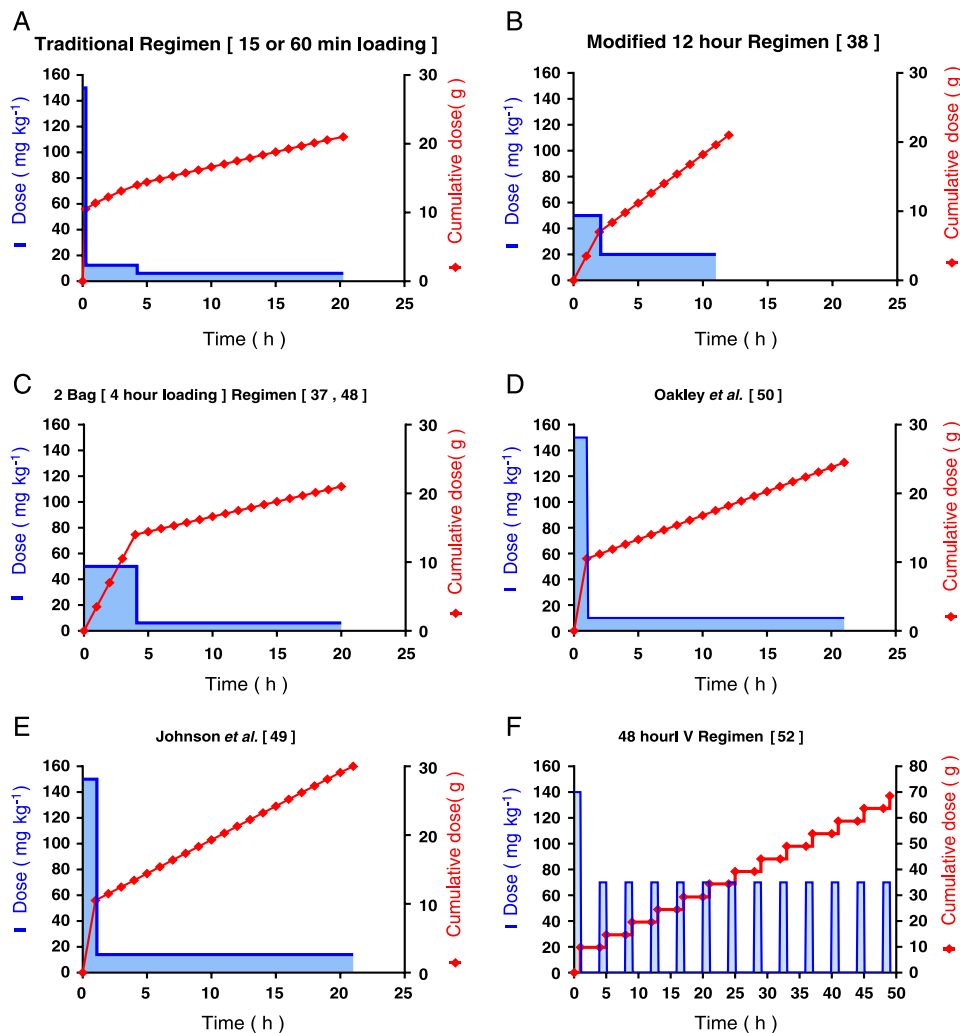 A
Traditional Regimen [ 15 or 60 min loading ]
Dose ( mg kg-1)
160
140
120
100
80
60
40
20
0
30
20
10
0
Cumulative dose( g)
0 5 10 15 20 25
Time ( h )
B
Modified 12 hour Regimen [ 38 ]
Dose ( mg kg-1)
160
140
120
100
80
60
40
20
0
30
20
10
0
Cumulative dose ( g )
0 5 10 15 20 25
Time ( h )
C
2 Bag [ 4 hour loading ] Regimen [ 37 , 48 ]
Dose ( mg kg-1)
160
140
120
100
80
60
40
20
0
30
20
10
0
Cumulative dose( g)
0 5 10 15 20 25
Time ( h )
D
Oakley et al. [ 50 ]
Dose ( mg kg-1)
160
140
120
100
80
60
40
20
0
30
20
10
0
Cumulative dose ( g )
0 5 10 15 20 25
Time ( h )
E
Johnson et al. [ 49 ]
Dose ( mg kg-1)
160
140
120
100
80
60
40
20
0
30
20
10
0
Cumulative dose( g)
0 5 10 15 20 25
Time ( h )
F
48 hourI V Regimen [ 52 ]
Dose ( mg kg-1)
160
140
120
100
80
60
40
20
0
80
70
60
50
40
30
20
10
0
Cumulative dose ( g )
0 5 10 15 20 25 30 35 40 45 50
Time ( h )